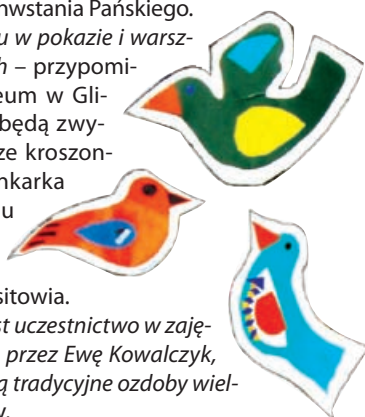 hwstania Pańskiego.
u w pokazie i warsz-
h – przypomi-
eum w Gli-
będą zwy-
ze kroszon-
nkarka
u
sitowia.
st uczestnictwo w zaję-
przez Ewę Kowalczyk,
ą tradycyjne ozdoby wiel-
y.